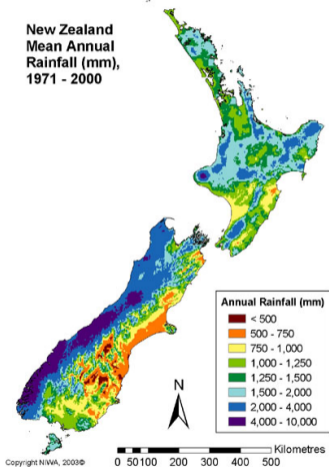 New Zealand
Mean Annual
Rainfall (mm),
1971 - 2000
Annual Rainfall (mm)
< 500
500 - 750
750 - 1,000
1,000 - 1,250
1,250 - 1,500
1,500 - 2,000
2,000 - 4,000
4,000 - 10,000
N
Kilometres
0 50 100 200 300 400 500
Copyright NIWA, 2003©